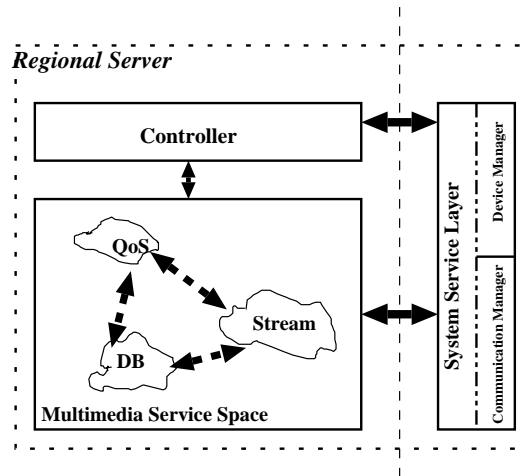 Regional Server
Controller
QoS
Stream
DB
Multimedia Service Space
System Service Layer
Device Manager
Communication Manager